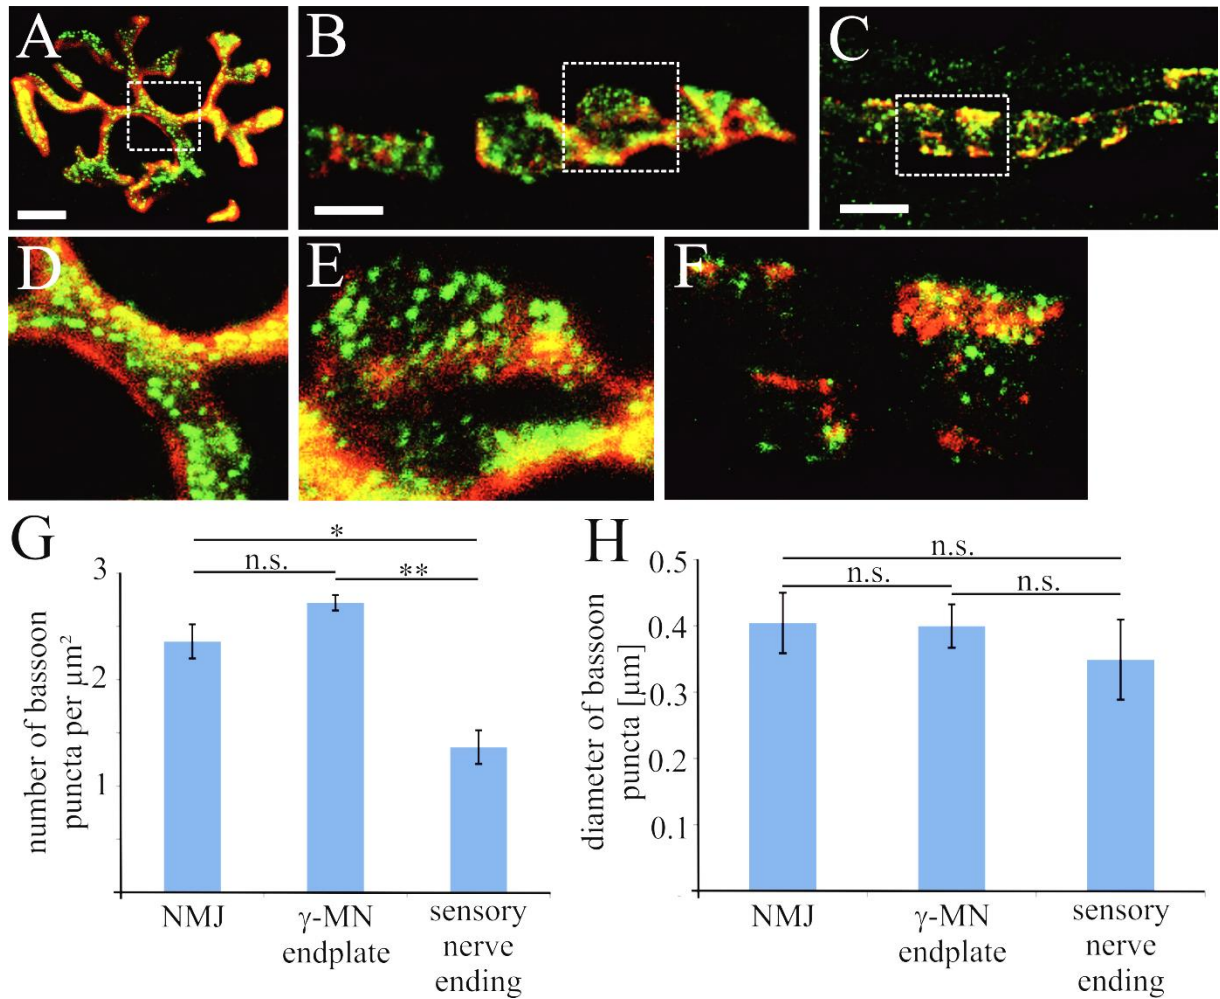 A
B
C
D
E
F
G
number of bassoon
puncta per µm²
3
2
1
*
n.s.
**
NMJ
γ-MN
endplate
sensory
nerve
ending
H
diameter of bassoon
puncta [µm]
0.5
0.4
0.3
0.2
0.1
n.s.
n.s.
n.s.
NMJ
γ-MN
endplate
sensory
nerve
ending